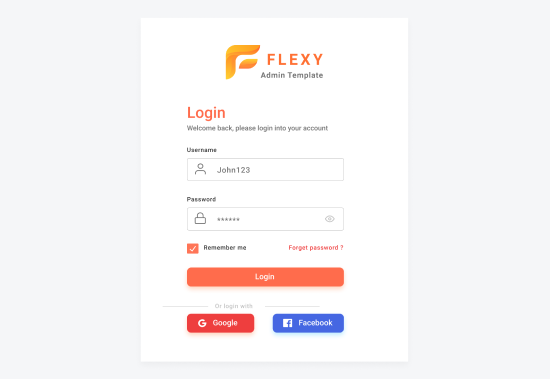 FLEXY
Admin Template
Login
Welcome back, please login into your account
Username
John123
Password
******
Remember me
Forget password ?
Login
Or login with
Google
Facebook